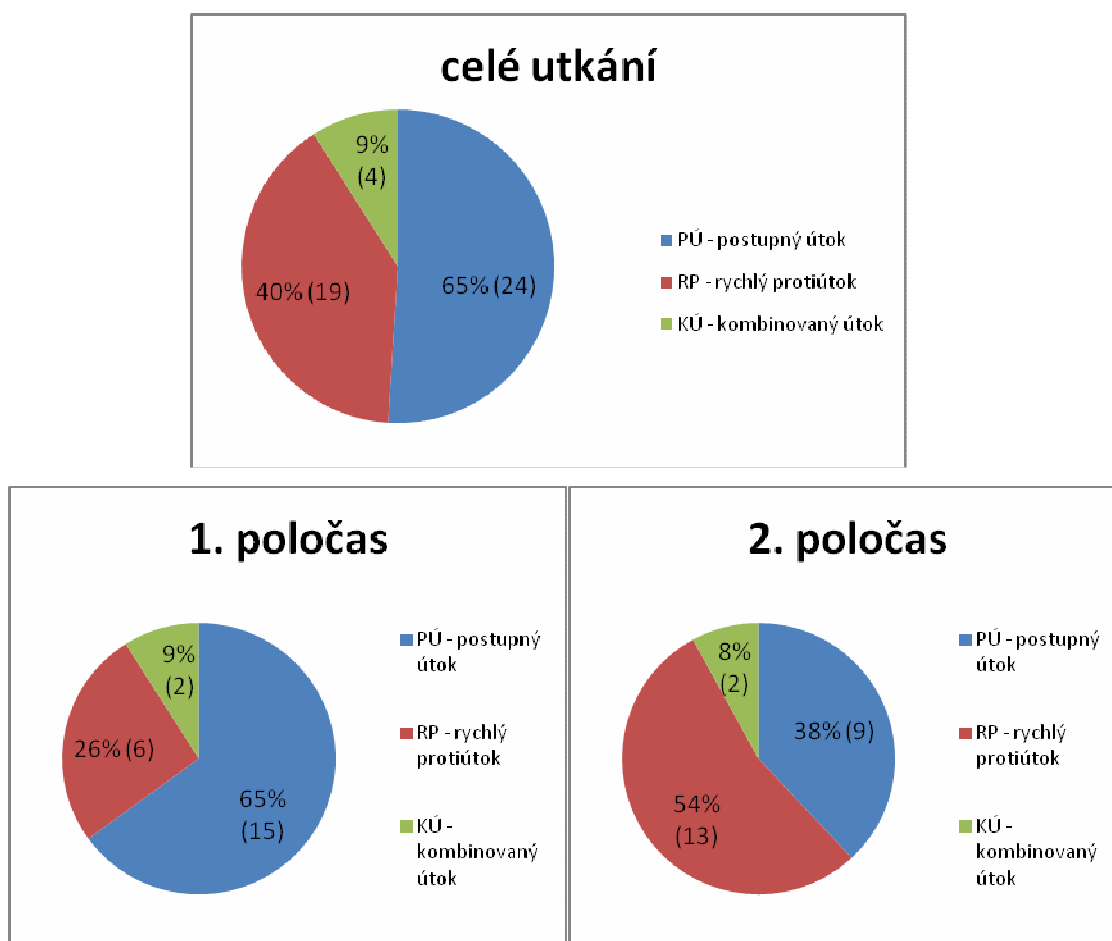 celé utkání
9%
(4)
40% (19)
65% (24)
PÚ - postupný útok
RP - rychlý protiútok
KÚ - kombinovaný útok
1. poločas
9%
(2)
26% (6)
65%
(15)
PÚ - postupný
útok
RP - rychlý
protiútok
KÚ -
kombinovaný
útok
2. poločas
8%
(2)
38% (9)
54%
(13)
PÚ - postupný
útok
RP - rychlý
protiútok
KÚ -
kombinovaný
útok